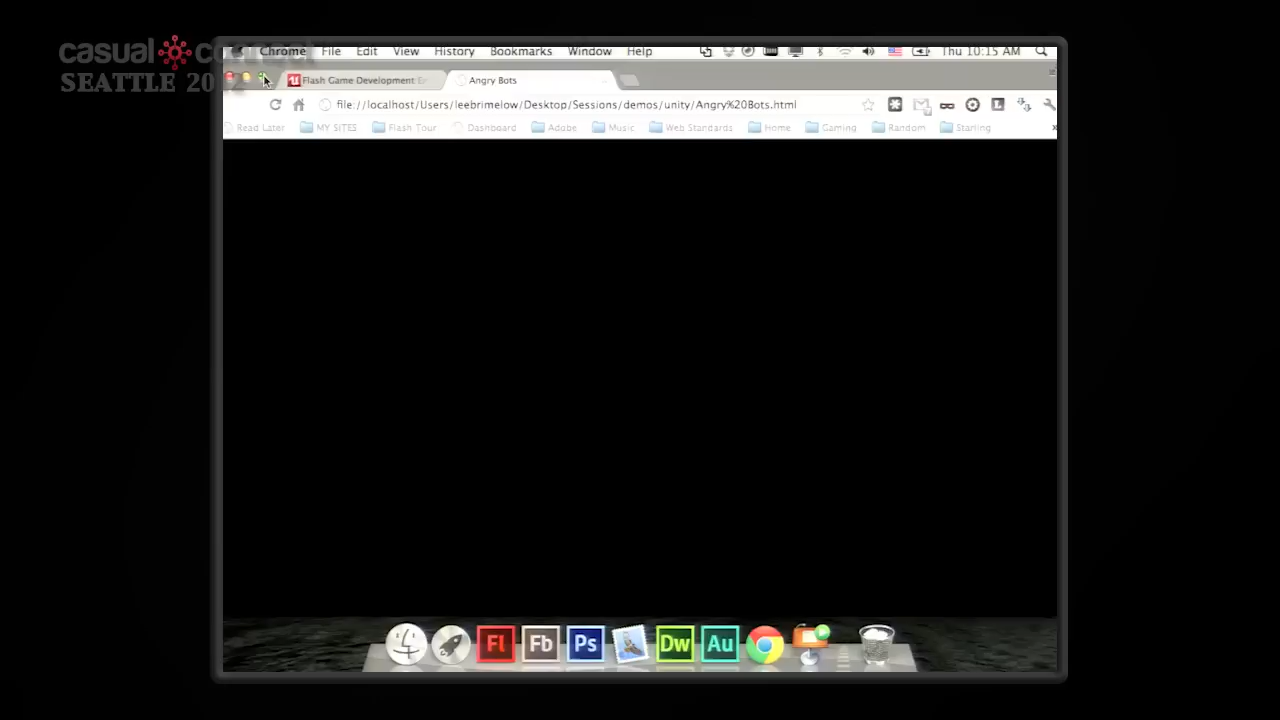 casual
SEATTLE
Chrome File Edit View History Bookmarks Window Help Thu 10:15 AM
Flash Game Development Angry Bots
file://localhost/Users/leebrimelow/Desktop/Sessions/demos/unity/Angry%20Bots.html
Read Later MY SITES Flash Tour Dashboard Adobe Music Web Standards Home Gaming Random Starling
Fl Fb Ps Dw Au